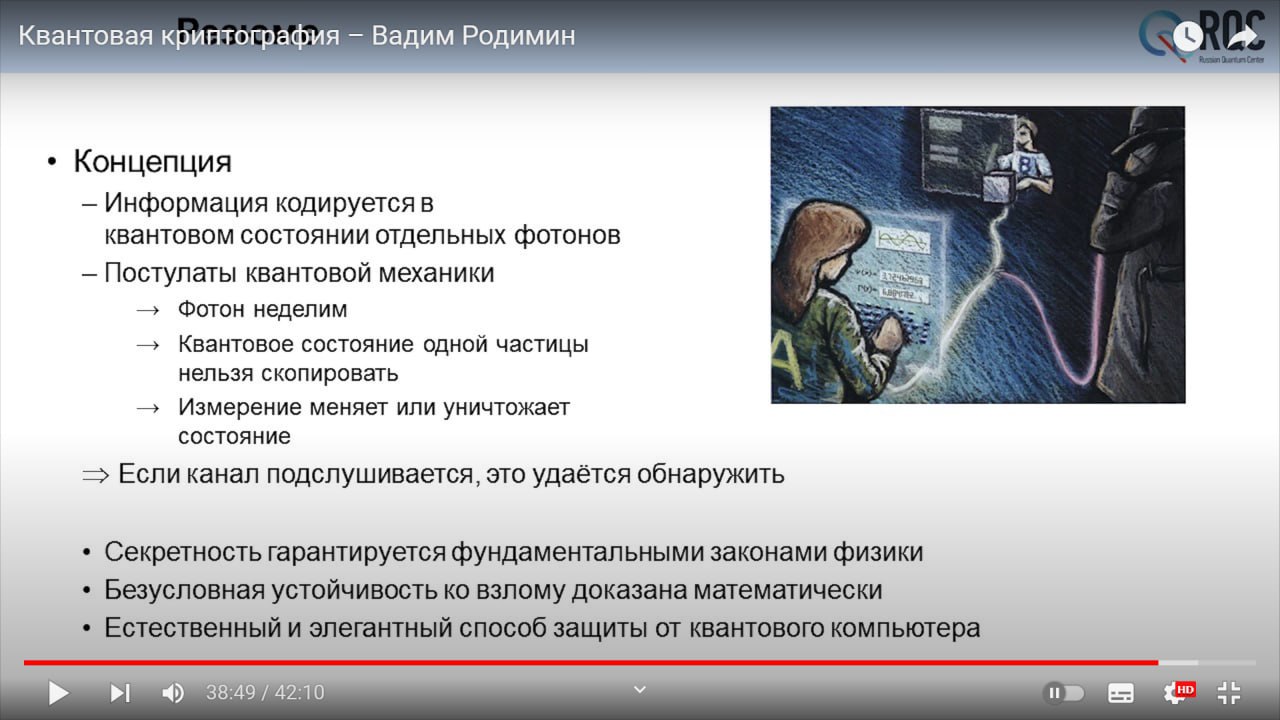 Квантовая криптография – Вадим Родимин
Резюме
RQC
Russian Quantum Center
• Концепция
– Информация кодируется в
квантовом состоянии отдельных фотонов
– Постулаты квантовой механики
→ Фотон неделим
→ Квантовое состояние одной частицы
нельзя скопировать
→ Измерение меняет или уничтожает
состояние
⇒ Если канал подслушивается, это удаётся обнаружить
• Секретность гарантируется фундаментальными законами физики
• Безусловная устойчивость ко взлому доказана математически
• Естественный и элегантный способ защиты от квантового компьютера
B
A
38:49 / 42:10
HD